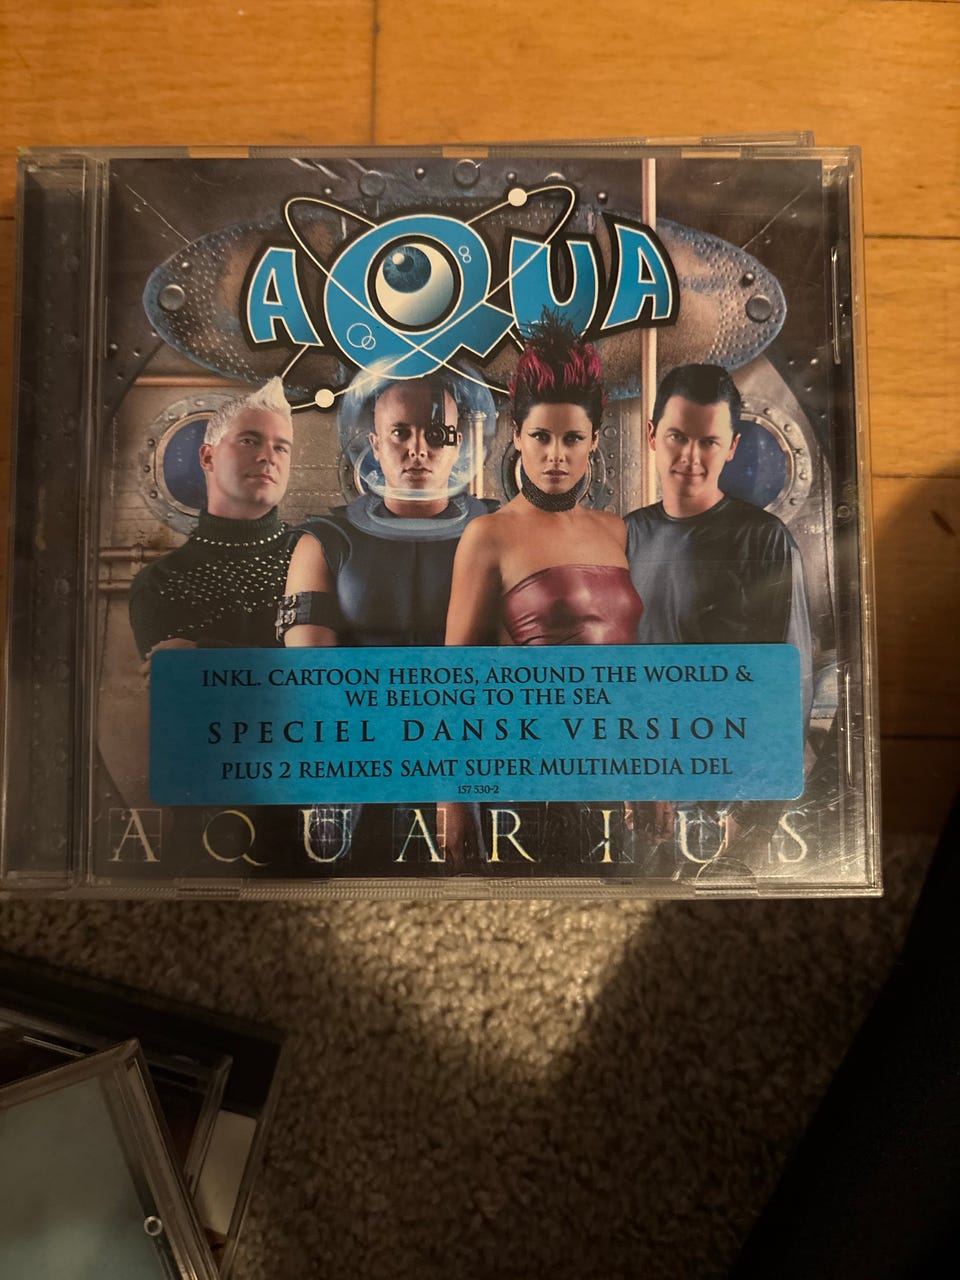 AQUA
INKL. CARTOON HEROES, AROUND THE WORLD &
WE BELONG TO THE SEA
SPECIEL DANSK VERSION
PLUS 2 REMIXES SAMT SUPER MULTIMEDIA DEL
157 530-2
AQUARIUS